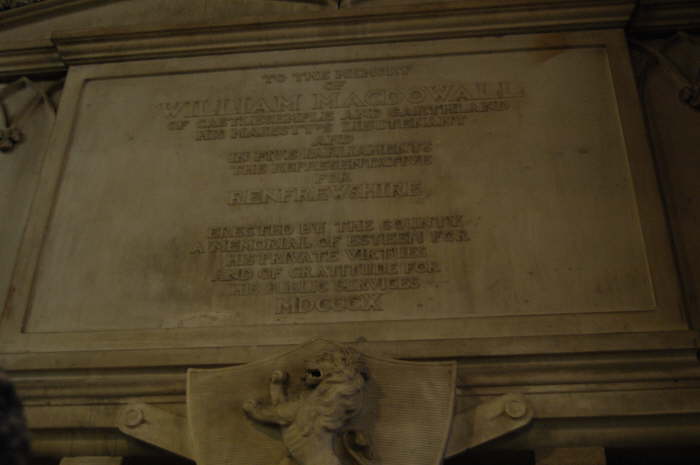 TO THE MEMORY
OF
WILLIAM MACDOWALL
OF CASTLESEMPLE AND GARTHLAND
HIS MAJESTY'S LIEUTENANT
AND
IN FIVE PARLIAMENTS
THE REPRESENTATIVE
FOR
RENFREWSHIRE
ERECTED BY THE COUNTY
A MEMORIAL OF ESTEEM FOR
HIS PRIVATE VIRTUES
AND OF GRATITUDE FOR
HIS PUBLIC SERVICES
MDCCCX